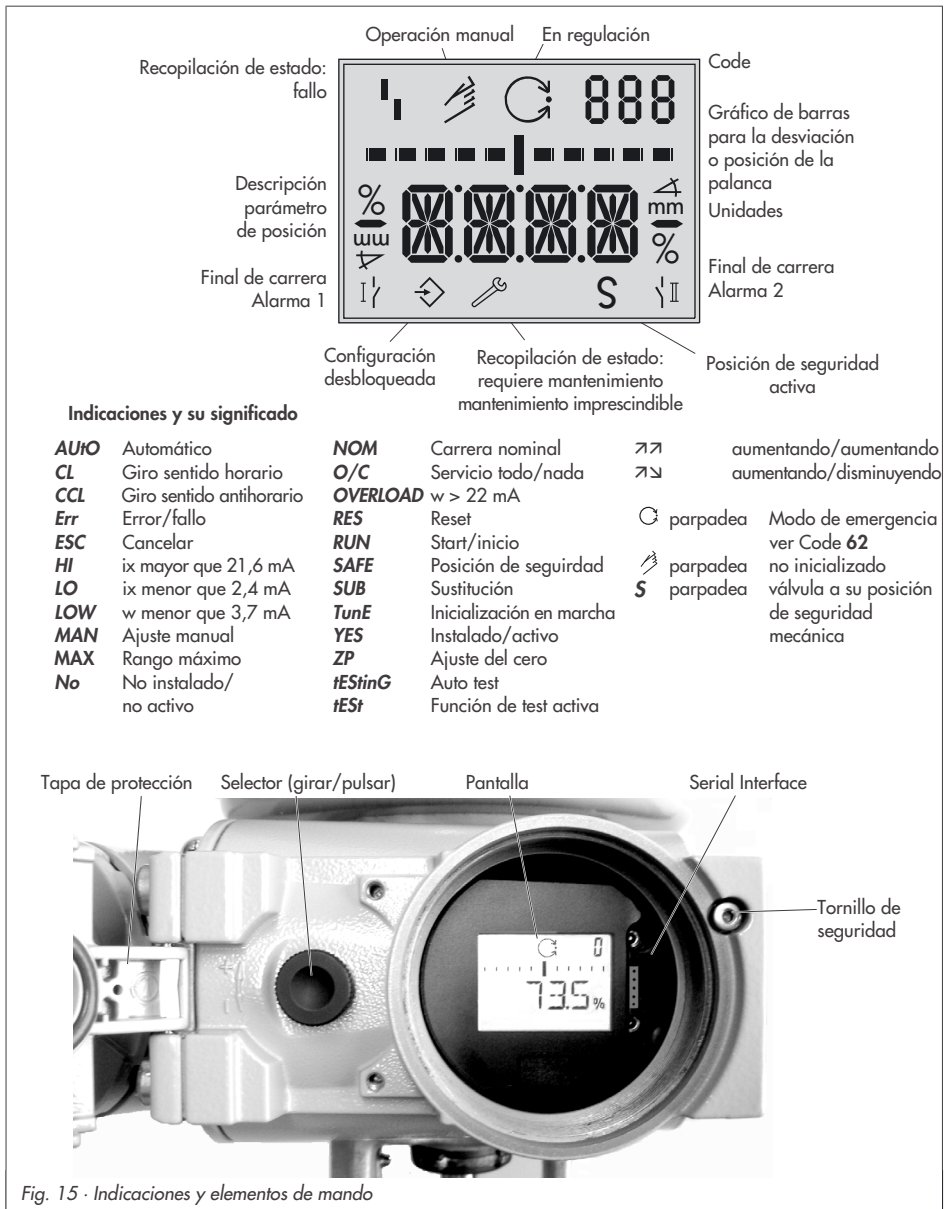 Operación manual
En regulación
Recopilación de estado:
fallo
Code
888
Gráfico de barras
para la desviación
o posición de la
palanca
Descripción
parámetro
de posición
%
mm
mm
%
Unidades
Final de carrera
Alarma 1
I
S
II
Final de carrera
Alarma 2
Configuración
desbloqueada
Recopilación de estado:
requiere mantenimiento
mantenimiento imprescindible
Posición de seguridad
activa
Indicaciones y su significado
AUtO Automático
CL Giro sentido horario
CCL Giro sentido antihorario
Err Error/fallo
ESC Cancelar
HI ix mayor que 21,6 mA
LO ix menor que 2,4 mA
LOW w menor que 3,7 mA
MAN Ajuste manual
MAX Rango máximo
No No instalado/
no activo
NOM Carrera nominal
O/C Servicio todo/nada
OVERLOAD w > 22 mA
RES Reset
RUN Start/inicio
SAFE Posición de seguirdad
SUB Sustitución
TunE Inicialización en marcha
YES Instalado/activo
ZP Ajuste del cero
tEStinG Auto test
tESt Función de test activa
↗↗ aumentando/aumentando
↗↘ aumentando/disminuyendo
parpadea Modo de emergencia
ver Code 62
parpadea no inicializado
S parpadea válvula a su posición
de seguridad
mecánica
Tapa de protección
Selector (girar/pulsar)
Pantalla
Serial Interface
0
73.5 %
Tornillo de
seguridad
Fig. 15 · Indicaciones y elementos de mando